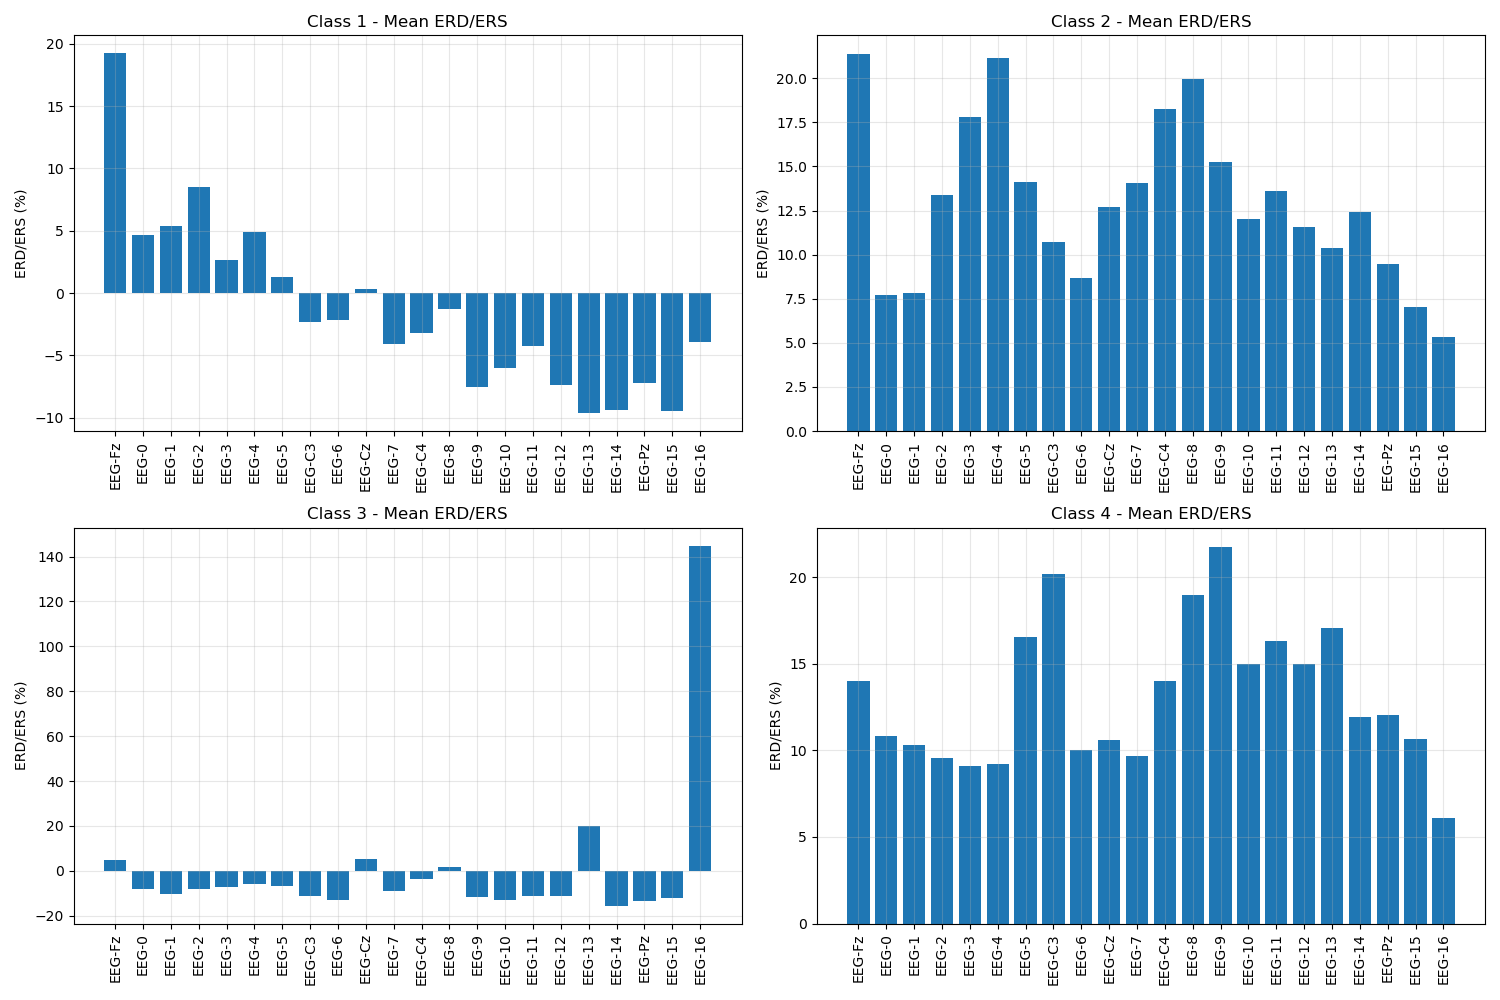 Class 1 - Mean ERD/ERS
ERD/ERS (%)
20
15
10
5
0
−5
−10
EEG-Fz
EEG-0
EEG-1
EEG-2
EEG-3
EEG-4
EEG-5
EEG-C3
EEG-6
EEG-Cz
EEG-7
EEG-C4
EEG-8
EEG-9
EEG-10
EEG-11
EEG-12
EEG-13
EEG-14
EEG-Pz
EEG-15
EEG-16
Class 2 - Mean ERD/ERS
ERD/ERS (%)
20.0
17.5
15.0
12.5
10.0
7.5
5.0
2.5
0.0
EEG-Fz
EEG-0
EEG-1
EEG-2
EEG-3
EEG-4
EEG-5
EEG-C3
EEG-6
EEG-Cz
EEG-7
EEG-C4
EEG-8
EEG-9
EEG-10
EEG-11
EEG-12
EEG-13
EEG-14
EEG-Pz
EEG-15
EEG-16
Class 3 - Mean ERD/ERS
ERD/ERS (%)
140
120
100
80
60
40
20
0
−20
EEG-Fz
EEG-0
EEG-1
EEG-2
EEG-3
EEG-4
EEG-5
EEG-C3
EEG-6
EEG-Cz
EEG-7
EEG-C4
EEG-8
EEG-9
EEG-10
EEG-11
EEG-12
EEG-13
EEG-14
EEG-Pz
EEG-15
EEG-16
Class 4 - Mean ERD/ERS
ERD/ERS (%)
20
15
10
5
0
EEG-Fz
EEG-0
EEG-1
EEG-2
EEG-3
EEG-4
EEG-5
EEG-C3
EEG-6
EEG-Cz
EEG-7
EEG-C4
EEG-8
EEG-9
EEG-10
EEG-11
EEG-12
EEG-13
EEG-14
EEG-Pz
EEG-15
EEG-16